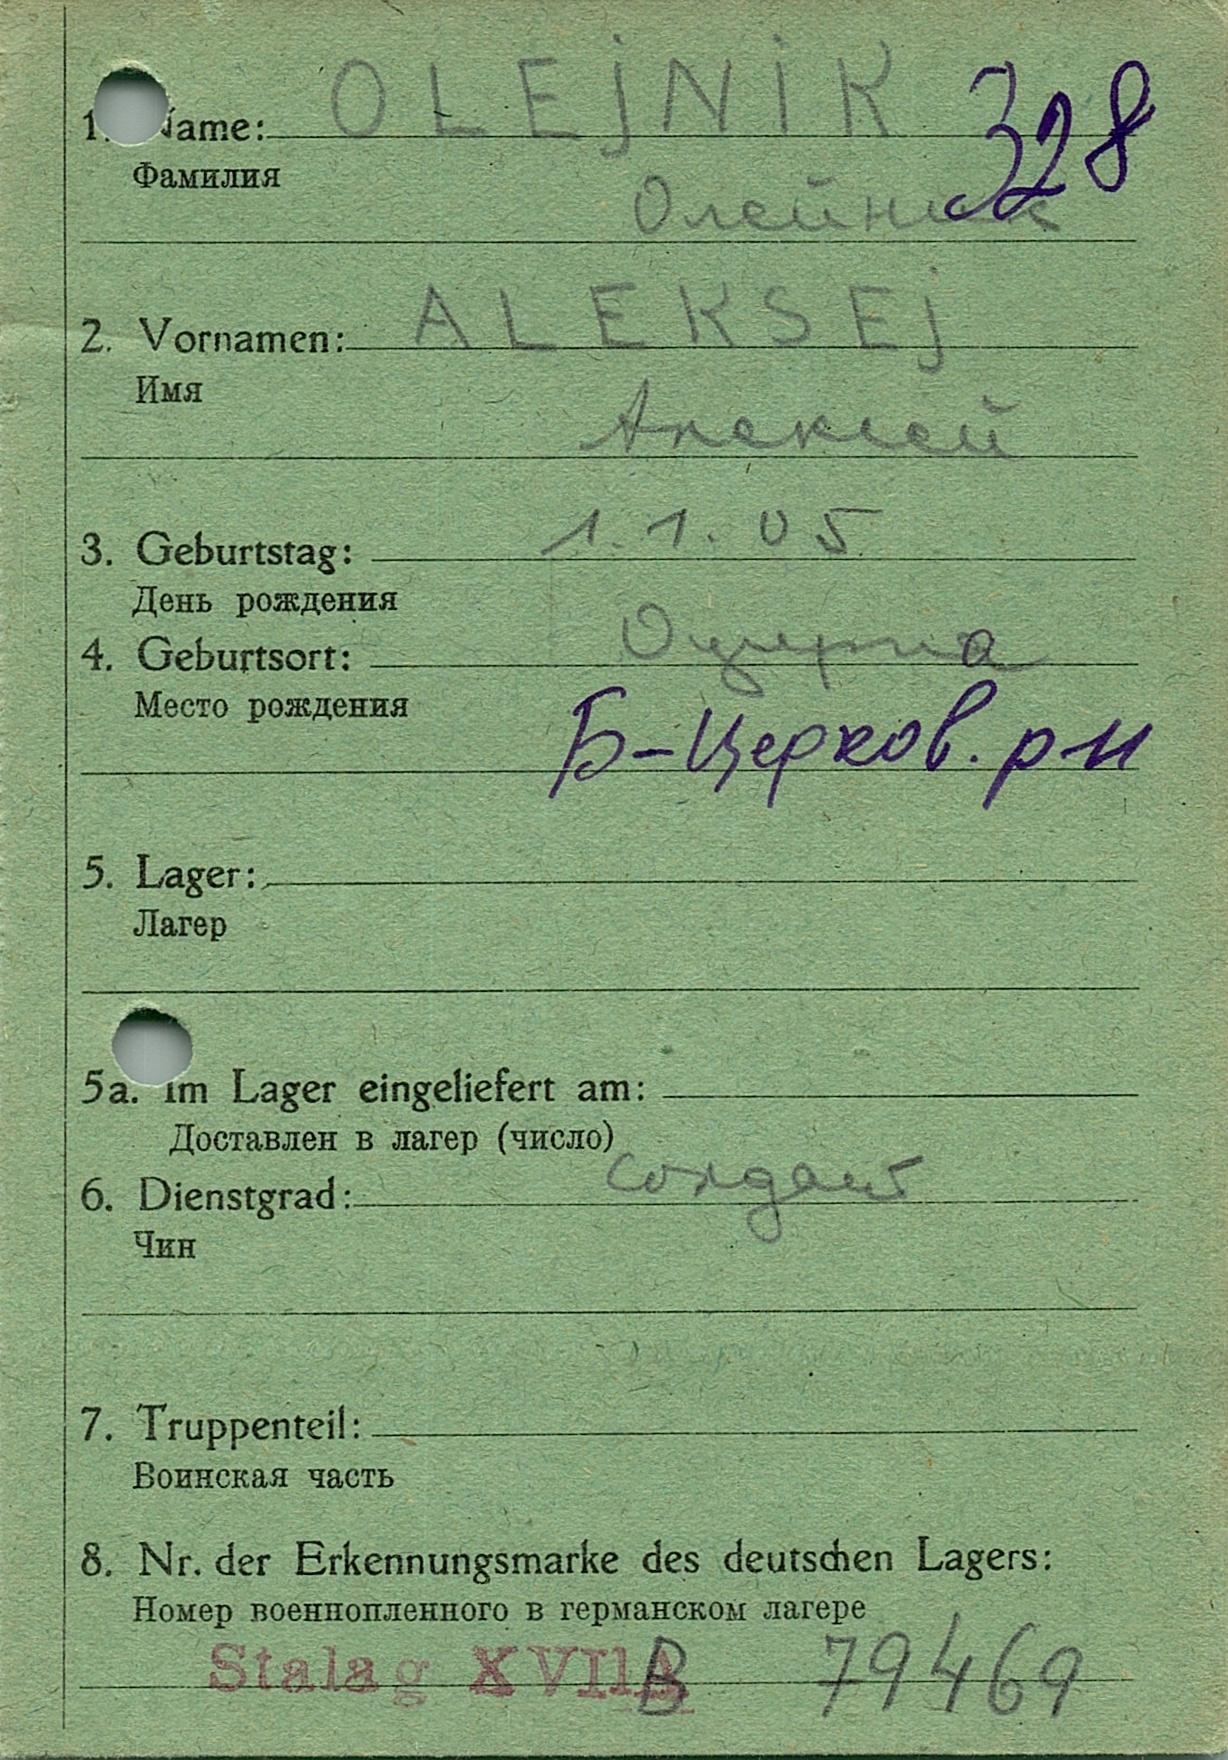 1. Name: OLEJNIK 328
Фамилия
Олейник
2. Vornamen: ALEKSEJ
Имя
Алексей
3. Geburtstag: 1.1.05
День рождения
4. Geburtsort:
Место рождения
Б-Церков. р-н
5. Lager:
Лагер
5a. Im Lager eingeliefert am:
Доставлен в лагер (число)
6. Dienstgrad: солдат
Чин
7. Truppenteil:
Воинская часть
8. Nr. der Erkennungsmarke des deutschen Lagers:
Номер военнопленного в германском лагере
Stalag XVII B 79469